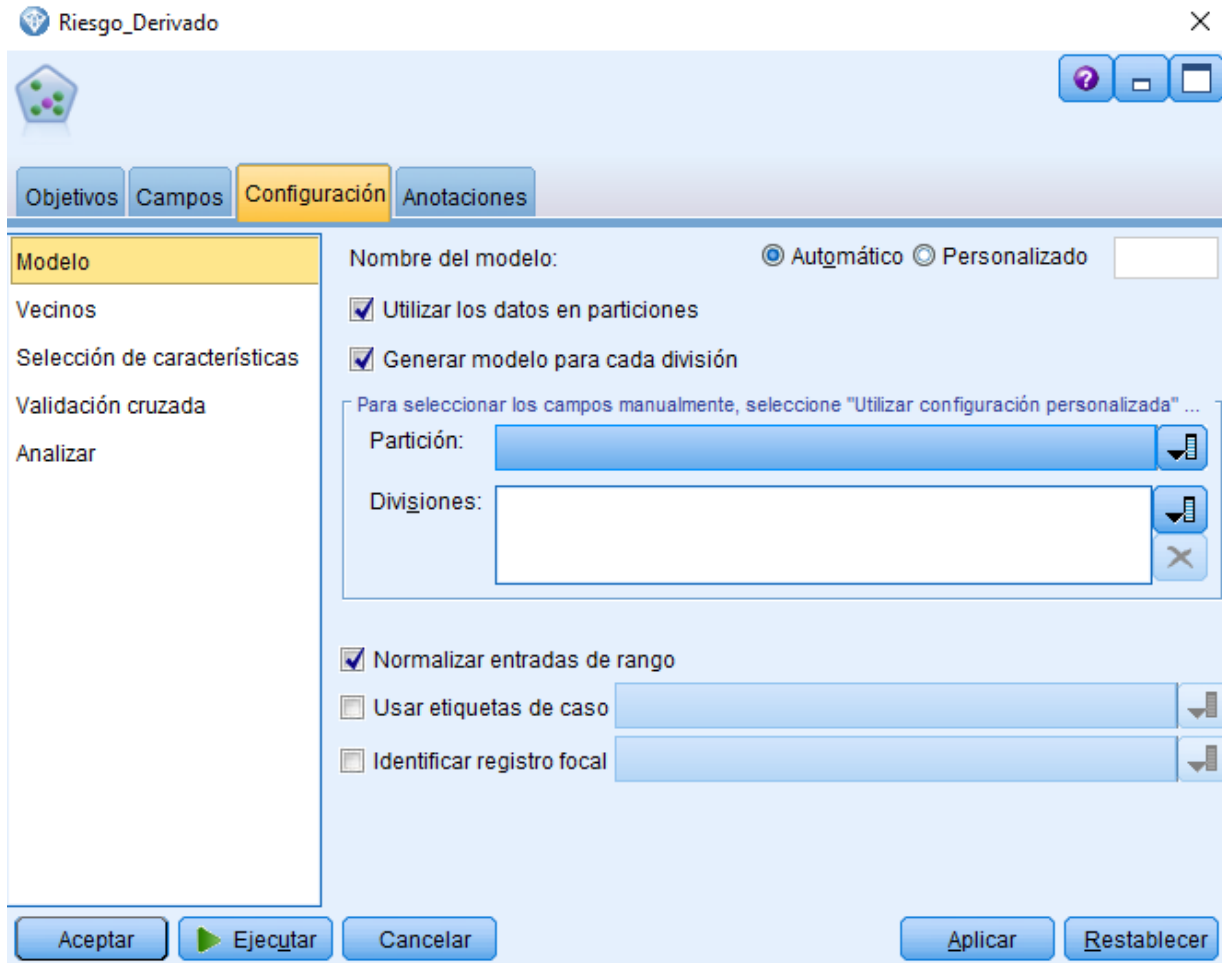 Riesgo_Derivado
Objetivos Campos Configuración Anotaciones
Modelo
Vecinos
Selección de características
Validación cruzada
Analizar
Nombre del modelo: Automático Personalizado
Utilizar los datos en particiones
Generar modelo para cada división
Para seleccionar los campos manualmente, seleccione "Utilizar configuración personalizada" ...
Partición:
Divisiones:
Normalizar entradas de rango
Usar etiquetas de caso
Identificar registro focal
Aceptar Ejecutar Cancelar Aplicar Restablecer